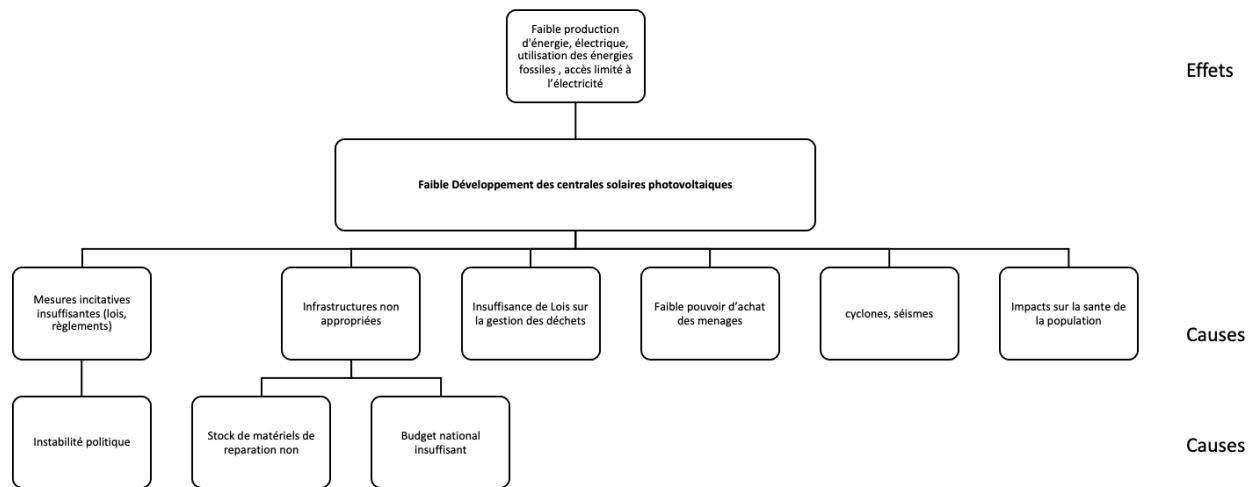 Faible production
d'énergie, électrique,
utilisation des énergies
fossiles , accès limité à
l'électricité
Effets
Faible Développement des centrales solaires photovoltaiques
Mesures incitatives
insuffisantes (lois,
règlements)
Infrastructures non
appropriées
Insuffisance de Lois sur
la gestion des déchets
Faible pouvoir d'achat
des menages
cyclones, séismes
Impacts sur la sante de
la population
Causes
Instabilité politique
Stock de matériels de
reparation non
Budget national
insuffisant
Causes